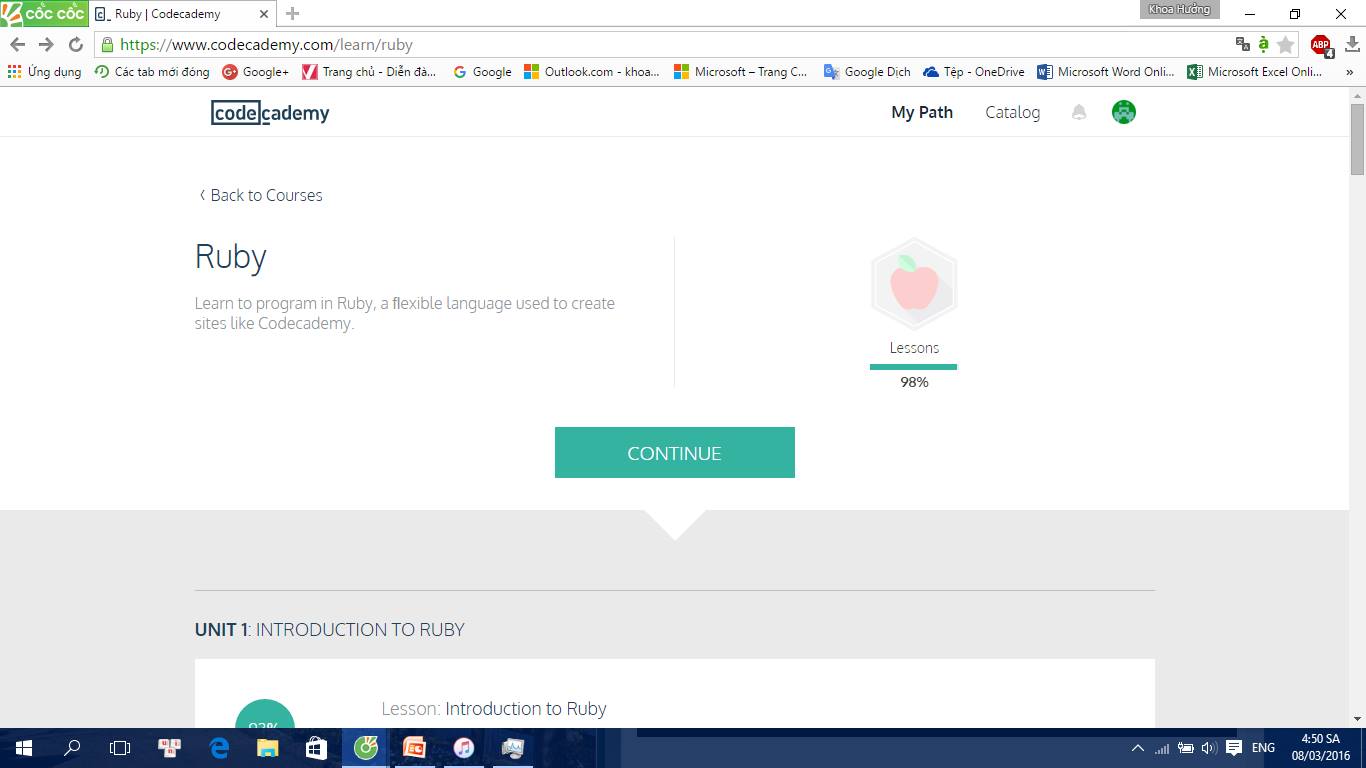 cốc cốc
Ruby | Codecademy
Khoa Hưởng
https://www.codecademy.com/learn/ruby
ABP
4
Ứng dụng
Các tab mới đóng
Google+
Trang chủ - Diễn đà...
Google
Outlook.com - khoa...
Microsoft – Trang C...
Google Dịch
Tệp - OneDrive
Microsoft Word Onli...
Microsoft Excel Onli...
»
codecademy
My Path
Catalog
‹ Back to Courses
Ruby
Learn to program in Ruby, a flexible language used to create
sites like Codecademy.
Lessons
98%
CONTINUE
UNIT 1: INTRODUCTION TO RUBY
Lesson: Introduction to Ruby
ENG
4:50 SA
08/03/2016